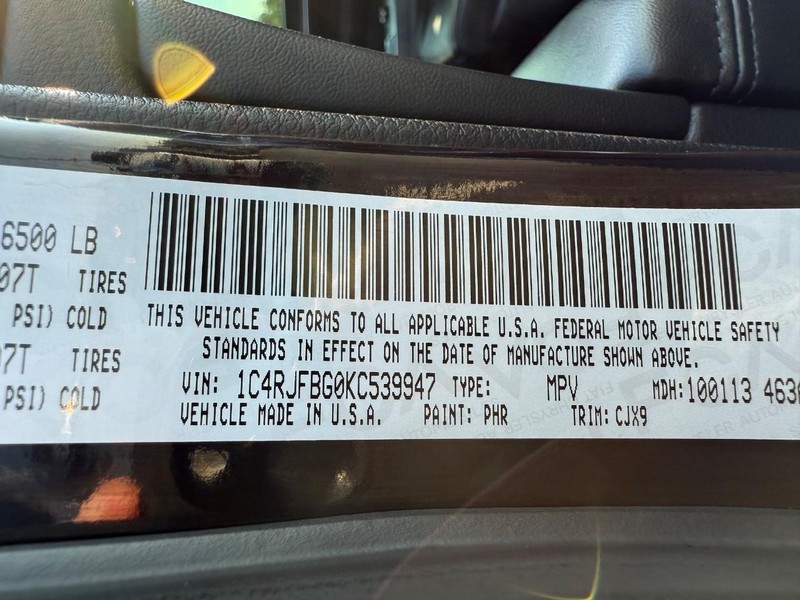 6500 LB
07T TIRES
PSI) COLD
07T TIRES
PSI) COLD
THIS VEHICLE CONFORMS TO ALL APPLICABLE U.S.A. FEDERAL MOTOR VEHICLE SAFETY
STANDARDS IN EFFECT ON THE DATE OF MANUFACTURE SHOWN ABOVE.
VIN: 1C4RJFBG0KC539947 TYPE: MPV MDH:100113 463
VEHICLE MADE IN U.S.A. PAINT: PHR TRIM: CJX9